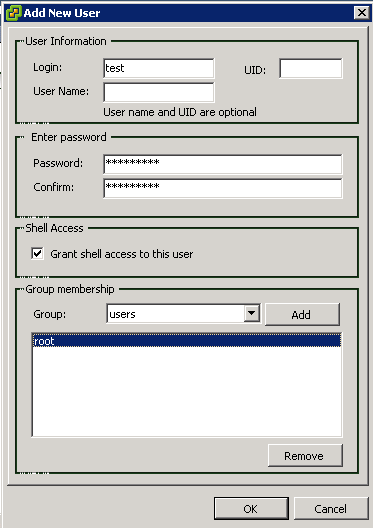 Add New User
User Information
Login: test UID:
User Name:
User name and UID are optional
Enter password
Password: *********
Confirm: *********
Shell Access
Grant shell access to this user
Group membership
Group: users Add
root
Remove
OK Cancel